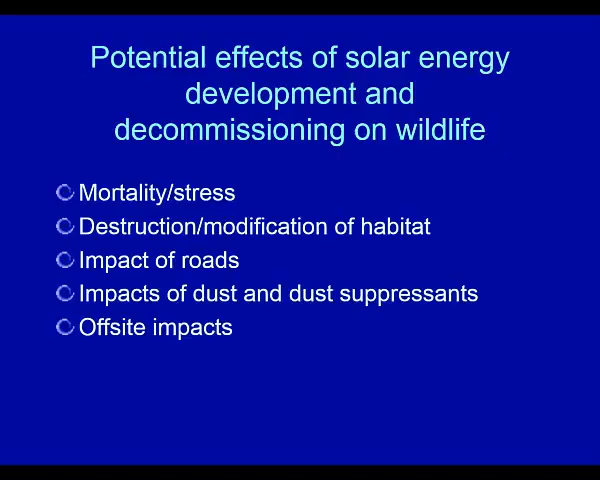 Potential effects of solar energy
development and
decommissioning on wildlife
Mortality/stress
Destruction/modification of habitat
Impact of roads
Impacts of dust and dust suppressants
Offsite impacts